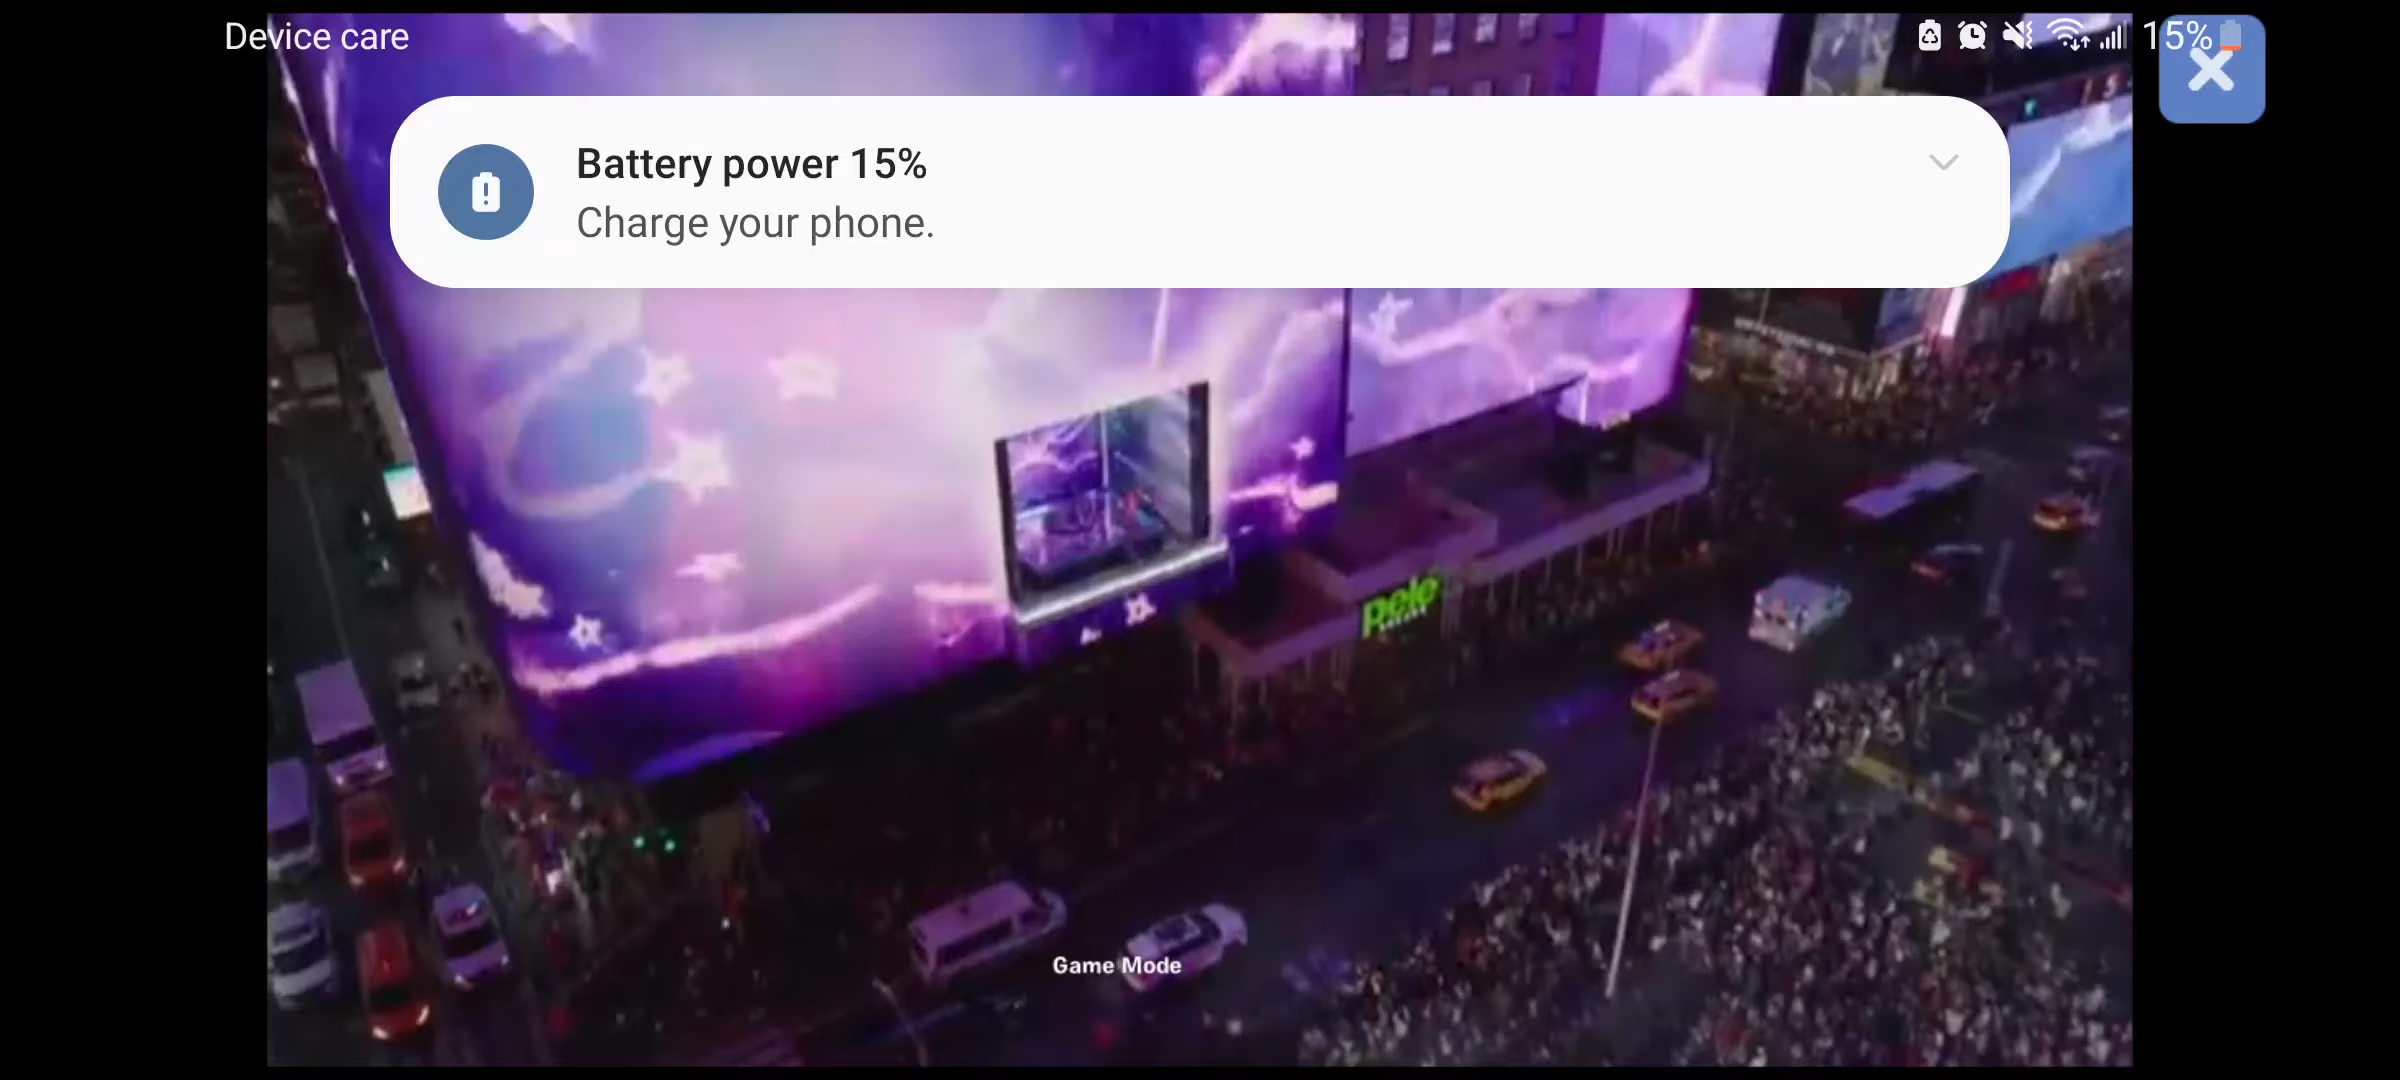 Device care
15%
Battery power 15%
Charge your phone.
pele
Game Mode